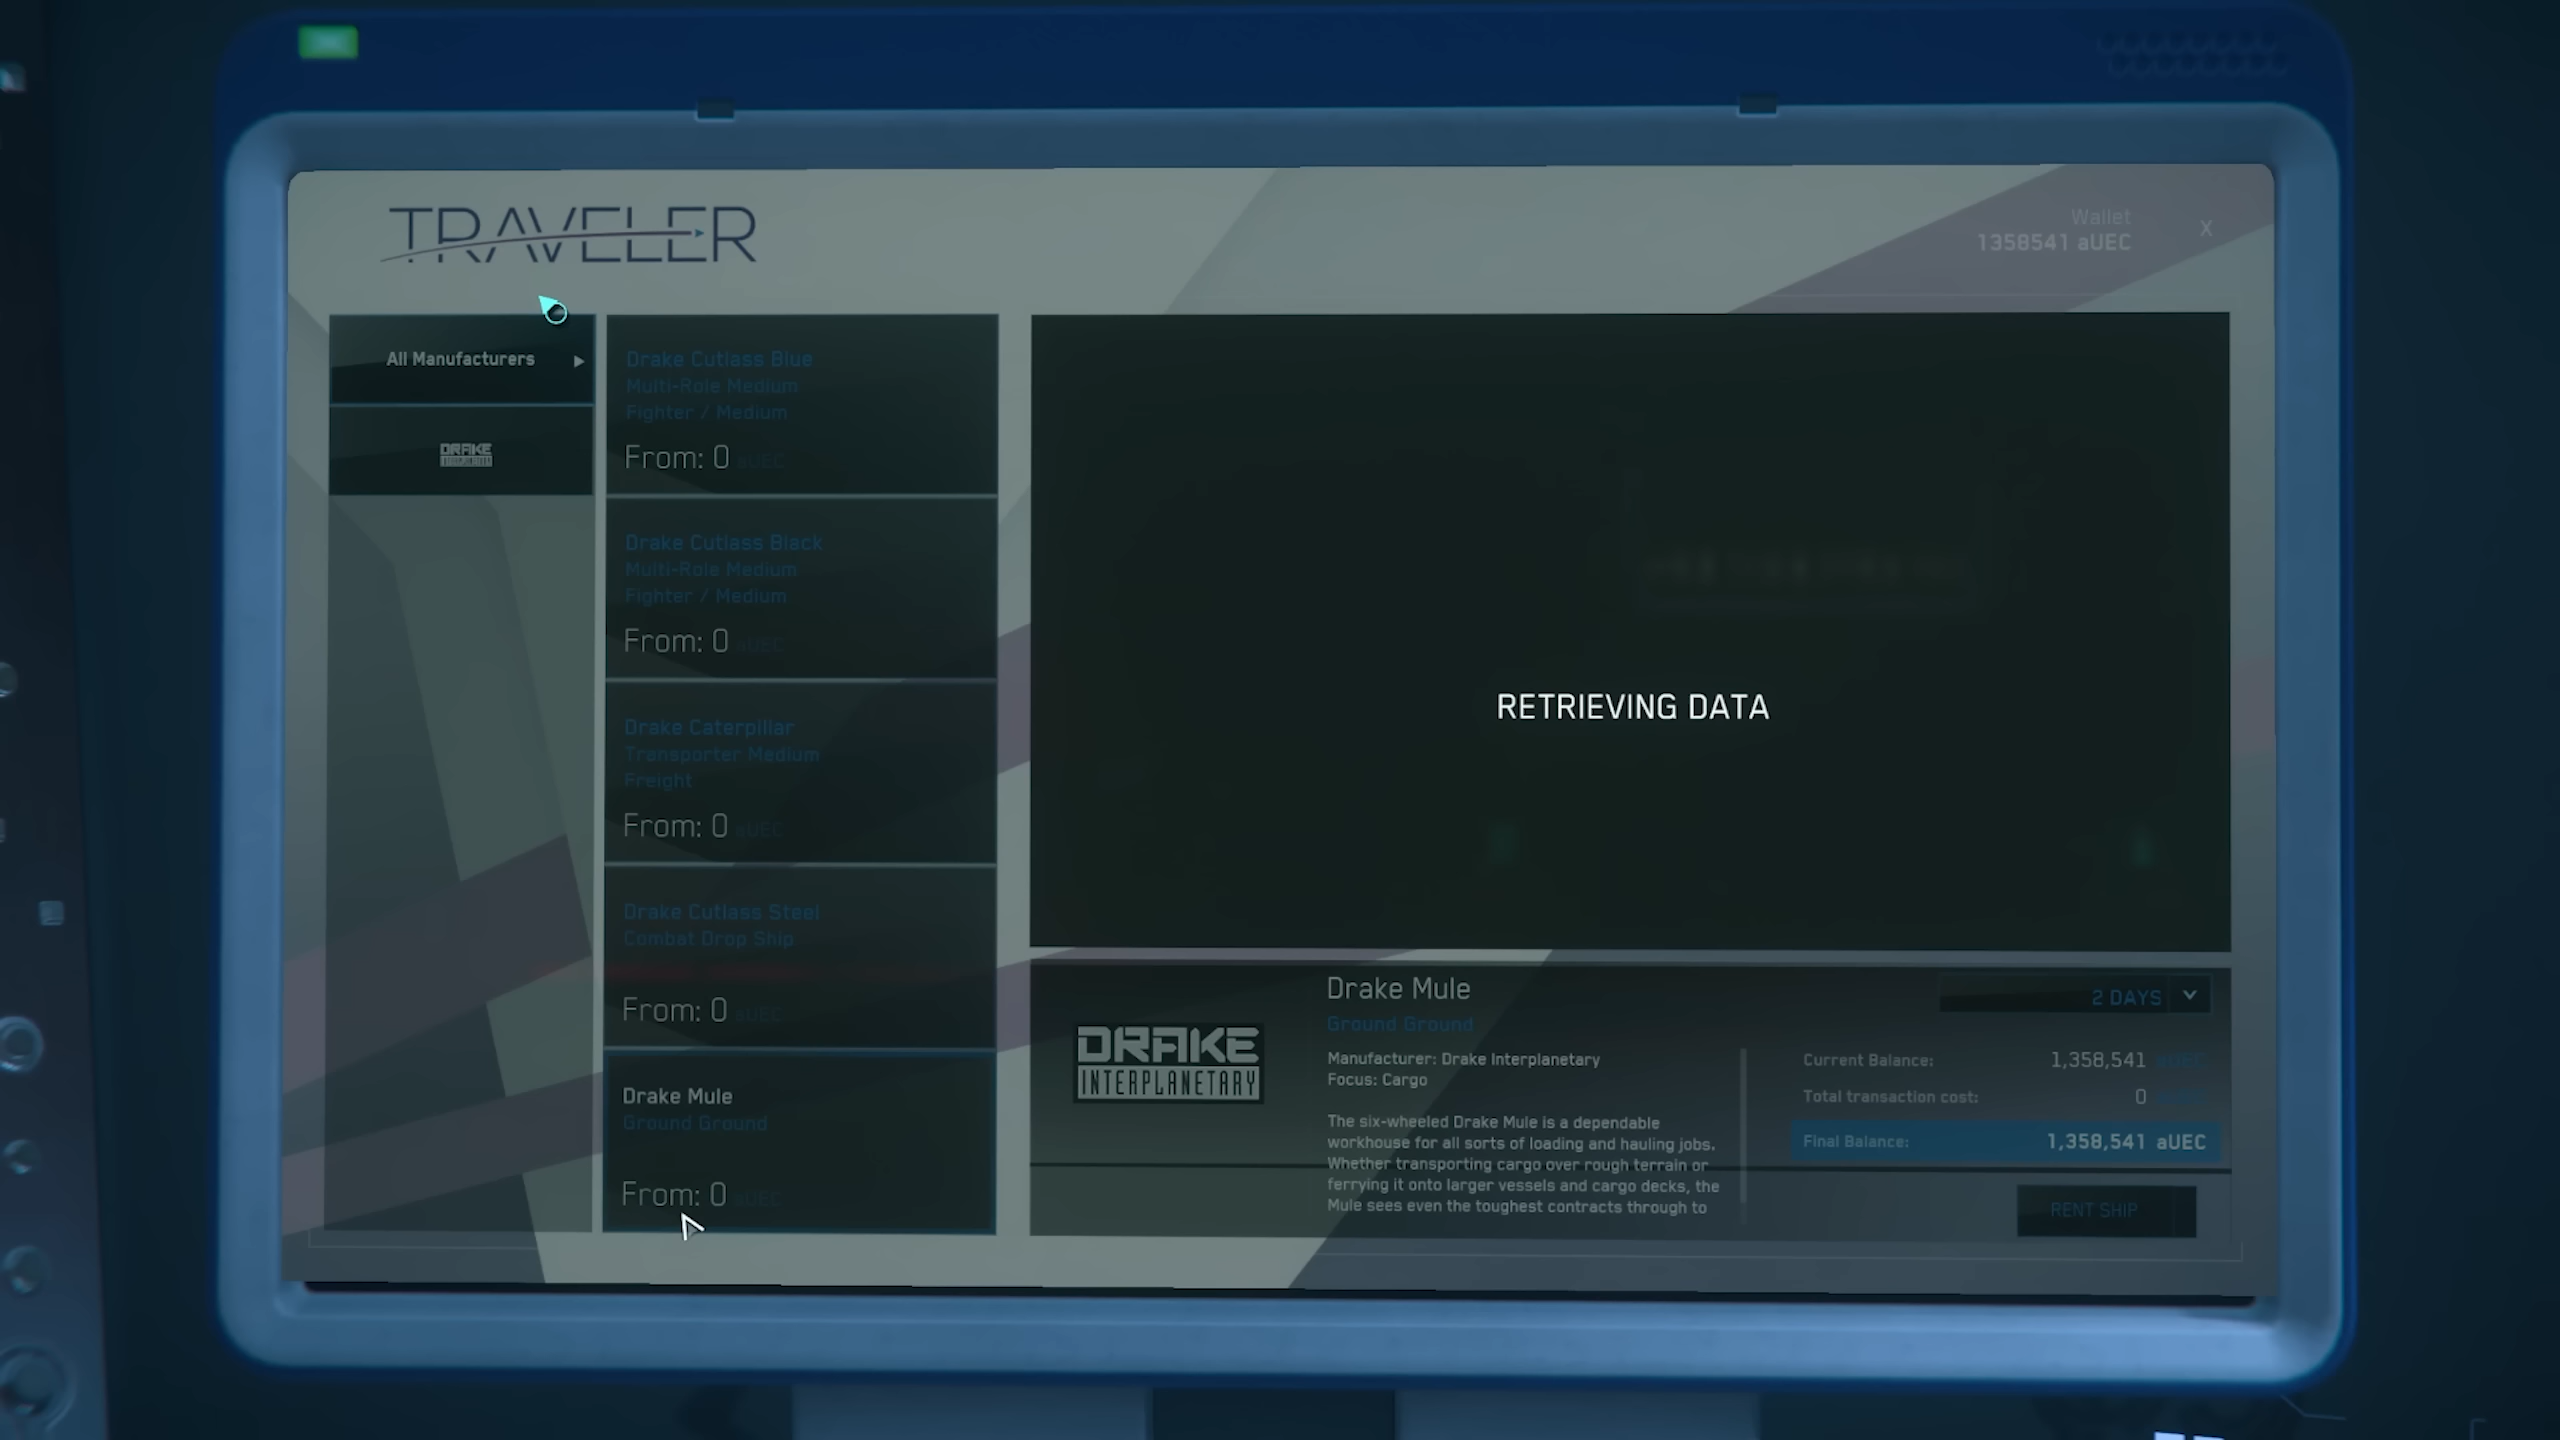 TRAVELER
Wallet
1358541 aUEC
X
All Manufacturers
DRAKE
INTERPLANETARY
Drake Cutlass Blue
Multi-Role Medium
Fighter / Medium
From: 0 aUEC
Drake Cutlass Black
Multi-Role Medium
Fighter / Medium
From: 0 aUEC
Drake Caterpillar
Transporter Medium
Freight
From: 0 aUEC
Drake Cutlass Steel
Combat Drop Ship
From: 0 aUEC
Drake Mule
Ground Ground
From: 0 aUEC
RETRIEVING DATA
DRAKE
INTERPLANETARY
Drake Mule
Ground Ground
Manufacturer: Drake Interplanetary
Focus: Cargo
The six-wheeled Drake Mule is a dependable
workhouse for all sorts of loading and hauling jobs.
Whether transporting cargo over rough terrain or
ferrying it onto larger vessels and cargo decks, the
Mule sees even the toughest contracts through to
2 DAYS
Current Balance: 1,358,541 aUEC
Total transaction cost: 0 aUEC
Final Balance: 1,358,541 aUEC
RENT SHIP